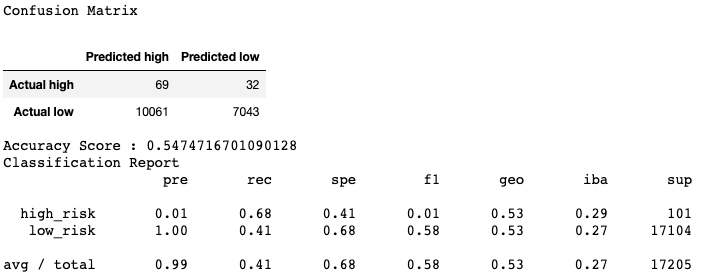 Confusion Matrix
Predicted high Predicted low
Actual high 69 32
Actual low 10061 7043
Accuracy Score : 0.5474716701090128
Classification Report
pre rec spe f1 geo iba sup
high_risk 0.01 0.68 0.41 0.01 0.53 0.29 101
low_risk 1.00 0.41 0.68 0.58 0.53 0.27 17104
avg / total 0.99 0.41 0.68 0.58 0.53 0.27 17205